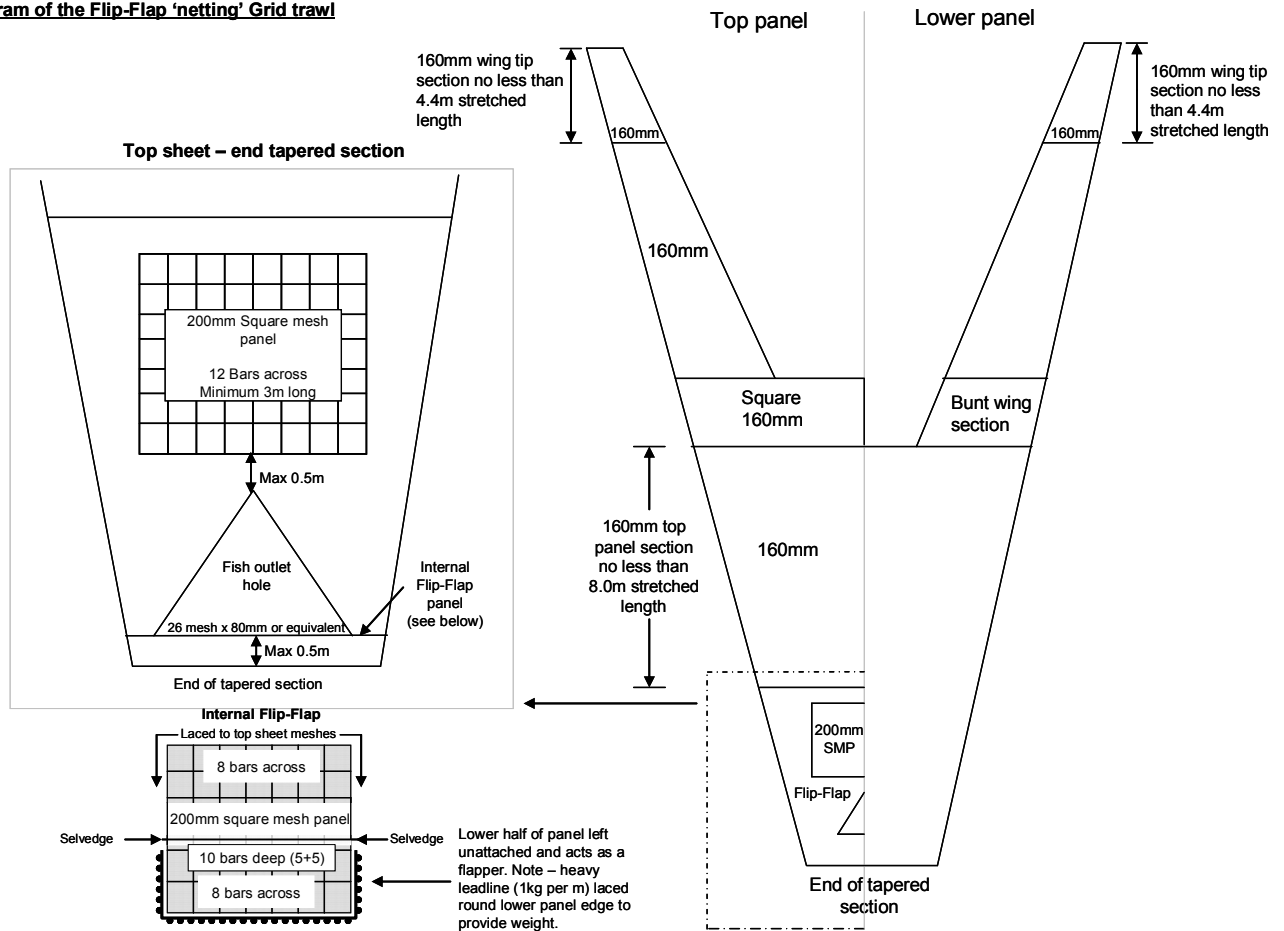 ram of the Flip-Flap ‘netting’ Grid trawl
Top panel
Lower panel
160mm wing tip
section no less than
4.4m stretched
length
160mm
160mm
160mm wing tip
section no less
than 4.4m
stretched length
160mm
Square
160mm
Bunt wing
section
160mm top
panel section
no less than
8.0m stretched
length
160mm
200mm
SMP
Flip-Flap
End of tapered
section
Top sheet – end tapered section
200mm Square mesh
panel
12 Bars across
Minimum 3m long
Max 0.5m
Fish outlet
hole
Internal
Flip-Flap
panel
(see below)
26 mesh x 80mm or equivalent
Max 0.5m
End of tapered section
Internal Flip-Flap
Laced to top sheet meshes
8 bars across
200mm square mesh panel
Selvedge
Selvedge
10 bars deep (5+5)
8 bars across
Lower half of panel left
unattached and acts as a
flapper. Note – heavy
leadline (1kg per m) laced
round lower panel edge to
provide weight.